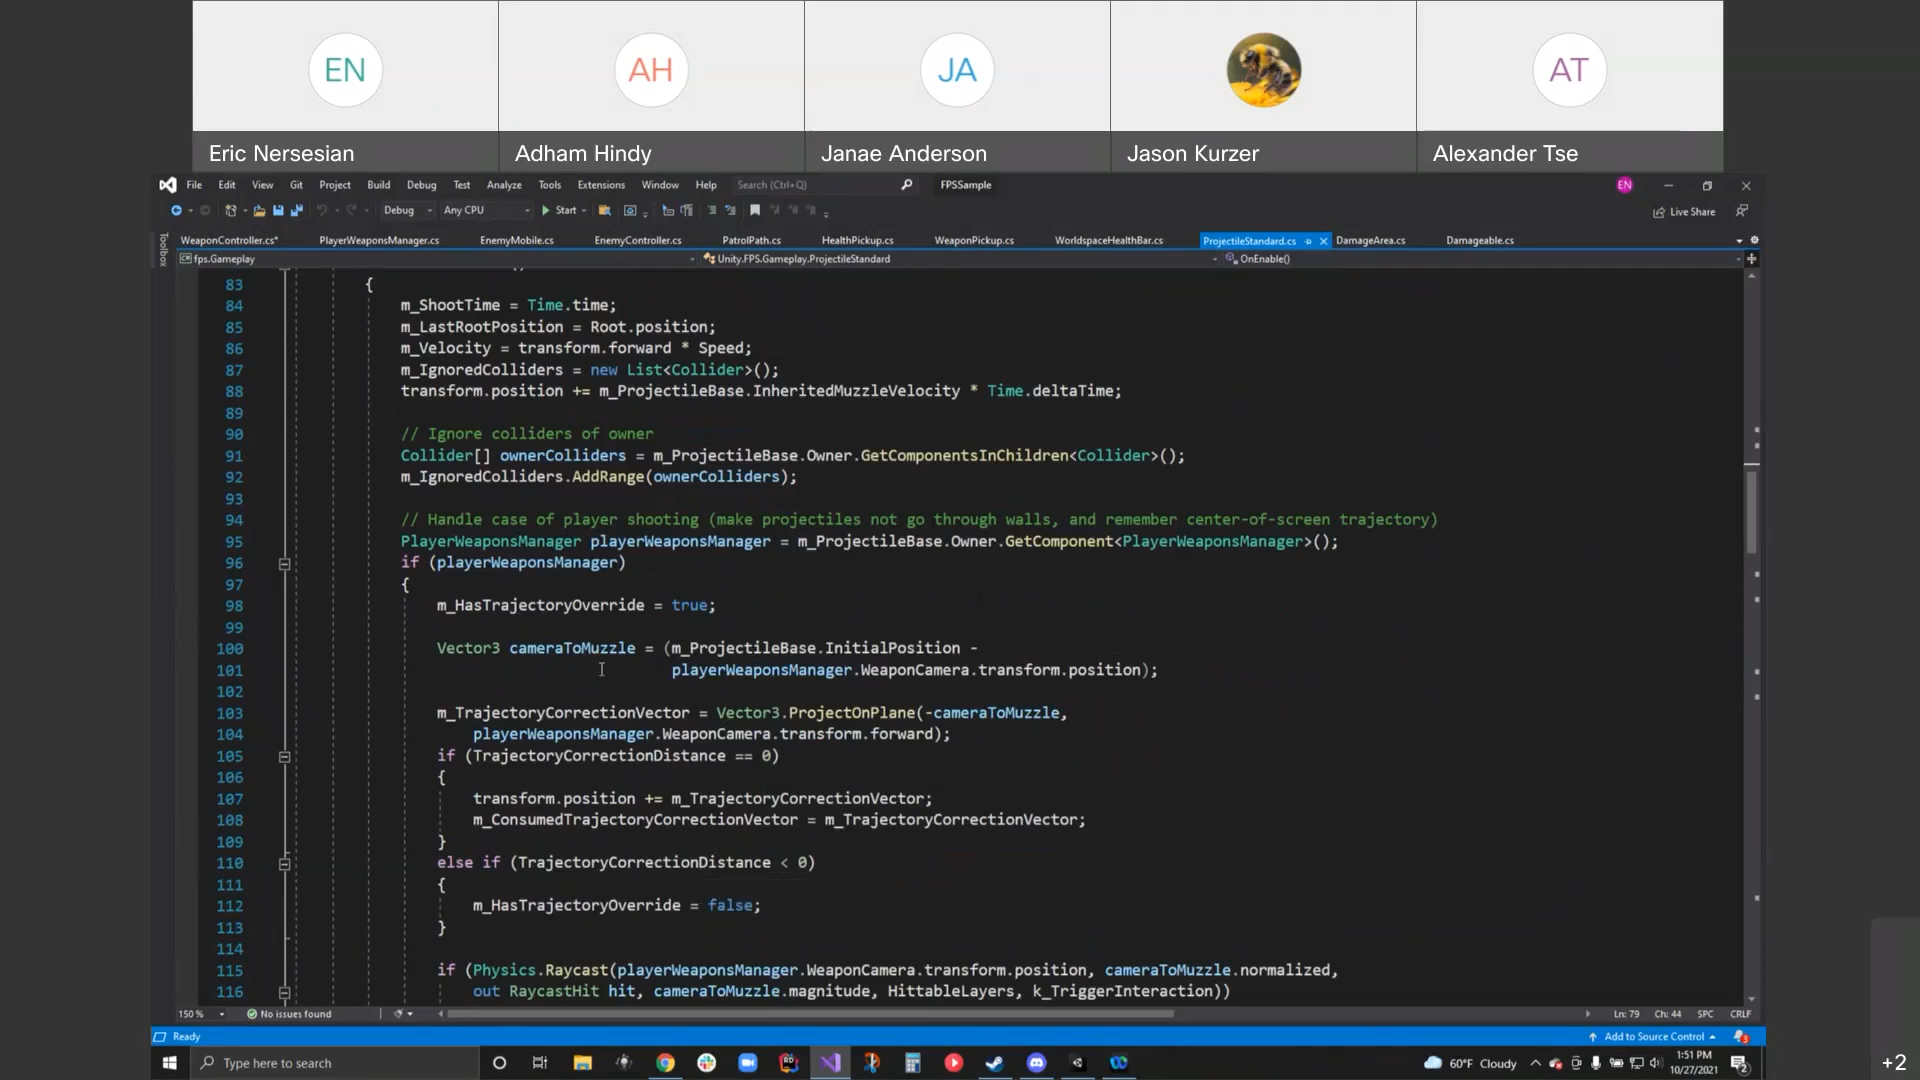 EN
AH
JA
AT
Eric Nersesian
Adham Hindy
Janae Anderson
Jason Kurzer
Alexander Tse
File Edit View Git Project Build Debug Test Analyze Tools Extensions Window Help Search (Ctrl+Q) FPSSample EN
Debug Any CPU Start Live Share
Toolbox
WeaponController.cs* PlayerWeaponsManager.cs EnemyMobile.cs EnemyController.cs PatrolPath.cs HealthPickup.cs WeaponPickup.cs WorldspaceHealthBar.cs ProjectileStandard.cs DamageArea.cs Damageable.cs
fps.Gameplay Unity.FPS.Gameplay.ProjectileStandard OnEnable()
83 {
84 m_ShootTime = Time.time;
85 m_LastRootPosition = Root.position;
86 m_Velocity = transform.forward * Speed;
87 m_IgnoredColliders = new List<Collider>();
88 transform.position += m_ProjectileBase.InheritedMuzzleVelocity * Time.deltaTime;
89
90 // Ignore colliders of owner
91 Collider[] ownerColliders = m_ProjectileBase.Owner.GetComponentsInChildren<Collider>();
92 m_IgnoredColliders.AddRange(ownerColliders);
93
94 // Handle case of player shooting (make projectiles not go through walls, and remember center-of-screen trajectory)
95 PlayerWeaponsManager playerWeaponsManager = m_ProjectileBase.Owner.GetComponent<PlayerWeaponsManager>();
96 if (playerWeaponsManager)
97 {
98 m_HasTrajectoryOverride = true;
99
100 Vector3 cameraToMuzzle = (m_ProjectileBase.InitialPosition -
101 playerWeaponsManager.WeaponCamera.transform.position);
102
103 m_TrajectoryCorrectionVector = Vector3.ProjectOnPlane(-cameraToMuzzle,
104 playerWeaponsManager.WeaponCamera.transform.forward);
105 if (TrajectoryCorrectionDistance == 0)
106 {
107 transform.position += m_TrajectoryCorrectionVector;
108 m_ConsumedTrajectoryCorrectionVector = m_TrajectoryCorrectionVector;
109 }
110 else if (TrajectoryCorrectionDistance < 0)
111 {
112 m_HasTrajectoryOverride = false;
113 }
114
115 if (Physics.Raycast(playerWeaponsManager.WeaponCamera.transform.position, cameraToMuzzle.normalized,
116 out RaycastHit hit, cameraToMuzzle.magnitude, HittableLayers, k_TriggerInteraction))
150 % No issues found Ln: 79 Ch: 44 SPC CRLF
Ready Add to Source Control 3
Type here to search 60°F Cloudy 1:51 PM
10/27/2021 2
+2